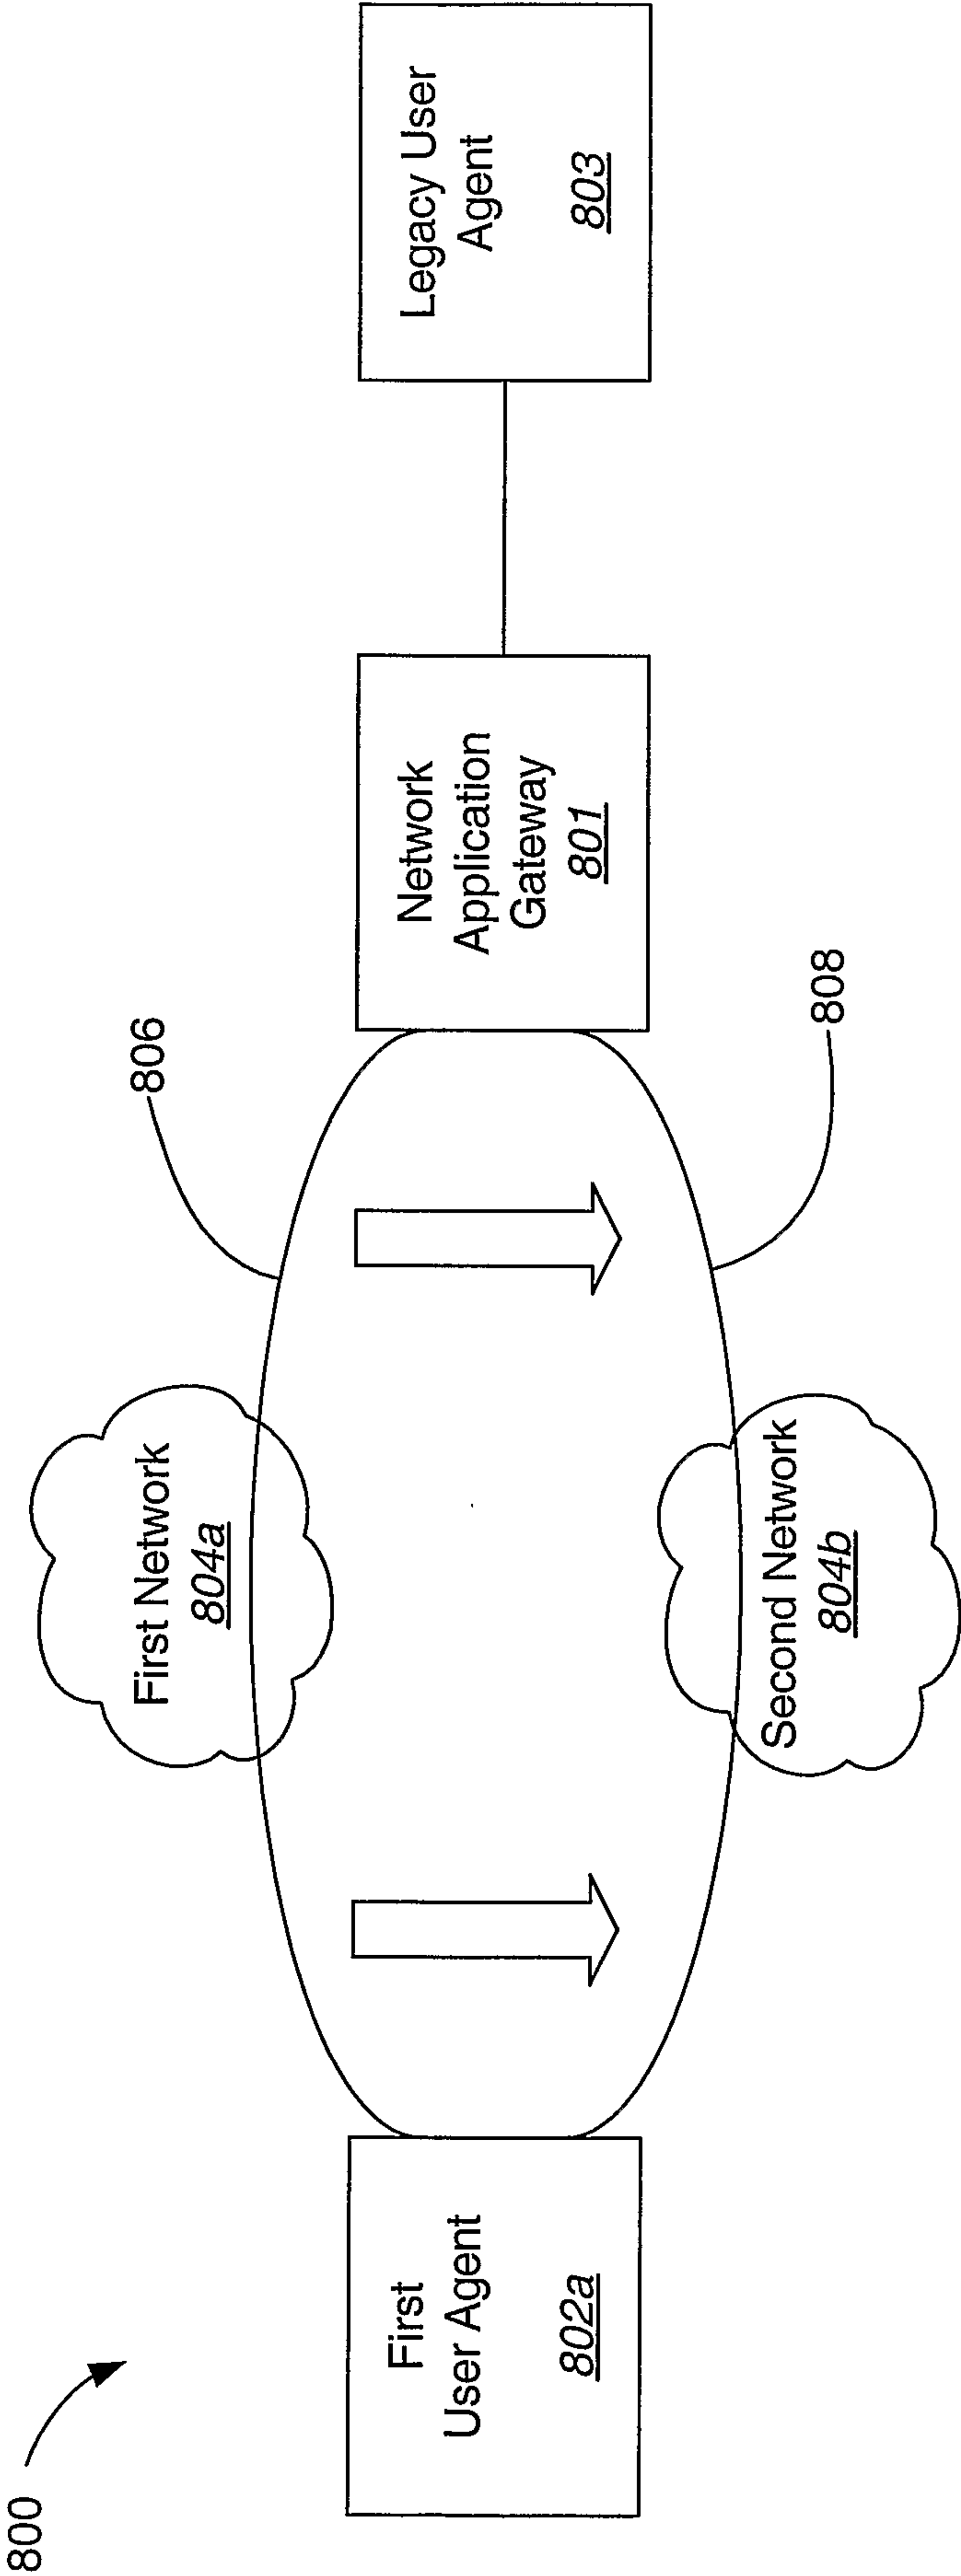 800
First
User Agent
802a
First Network
804a
Second Network
804b
806
808
Network
Application
Gateway
801
Legacy User
Agent
803